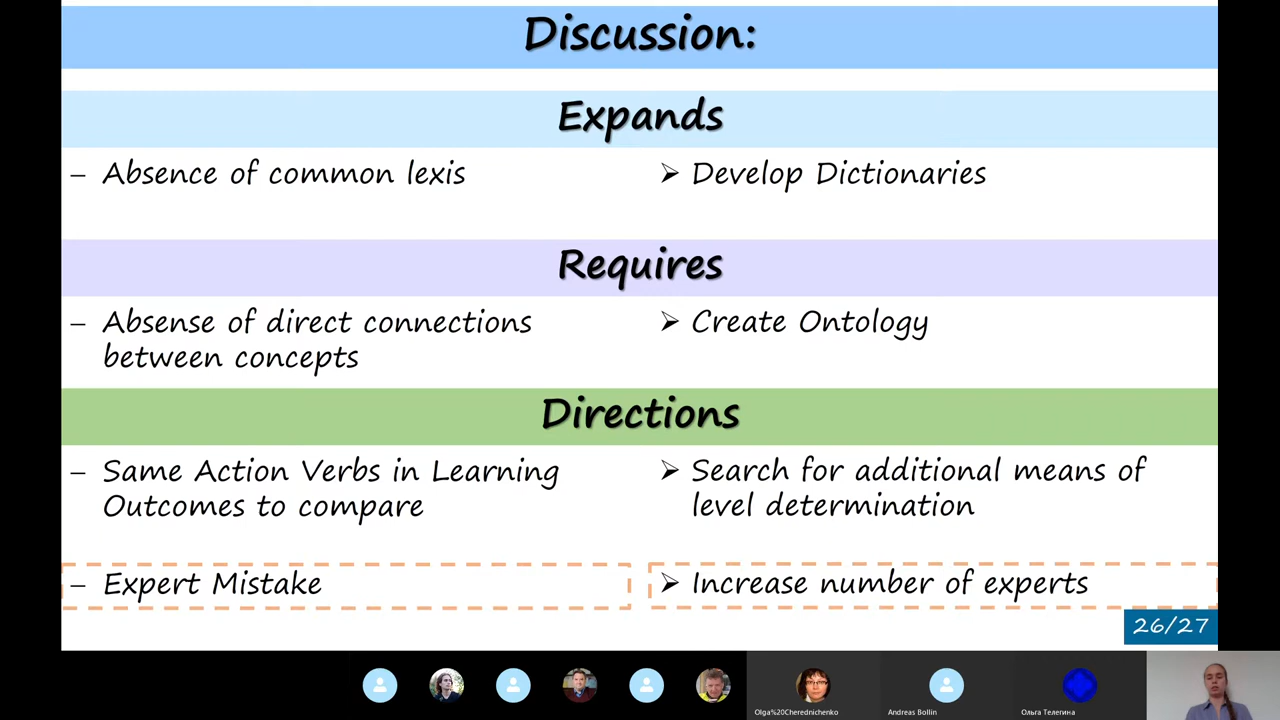 Discussion:
Expands
– Absence of common lexis
➢ Develop Dictionaries
Requires
– Absense of direct connections
between concepts
➢ Create Ontology
Directions
– Same Action Verbs in Learning
Outcomes to compare
➢ Search for additional means of
level determination
– Expert Mistake
➢ Increase number of experts
26/27
Olga%20Cherednichenko
Andreas Bollin
Ольга Телегина